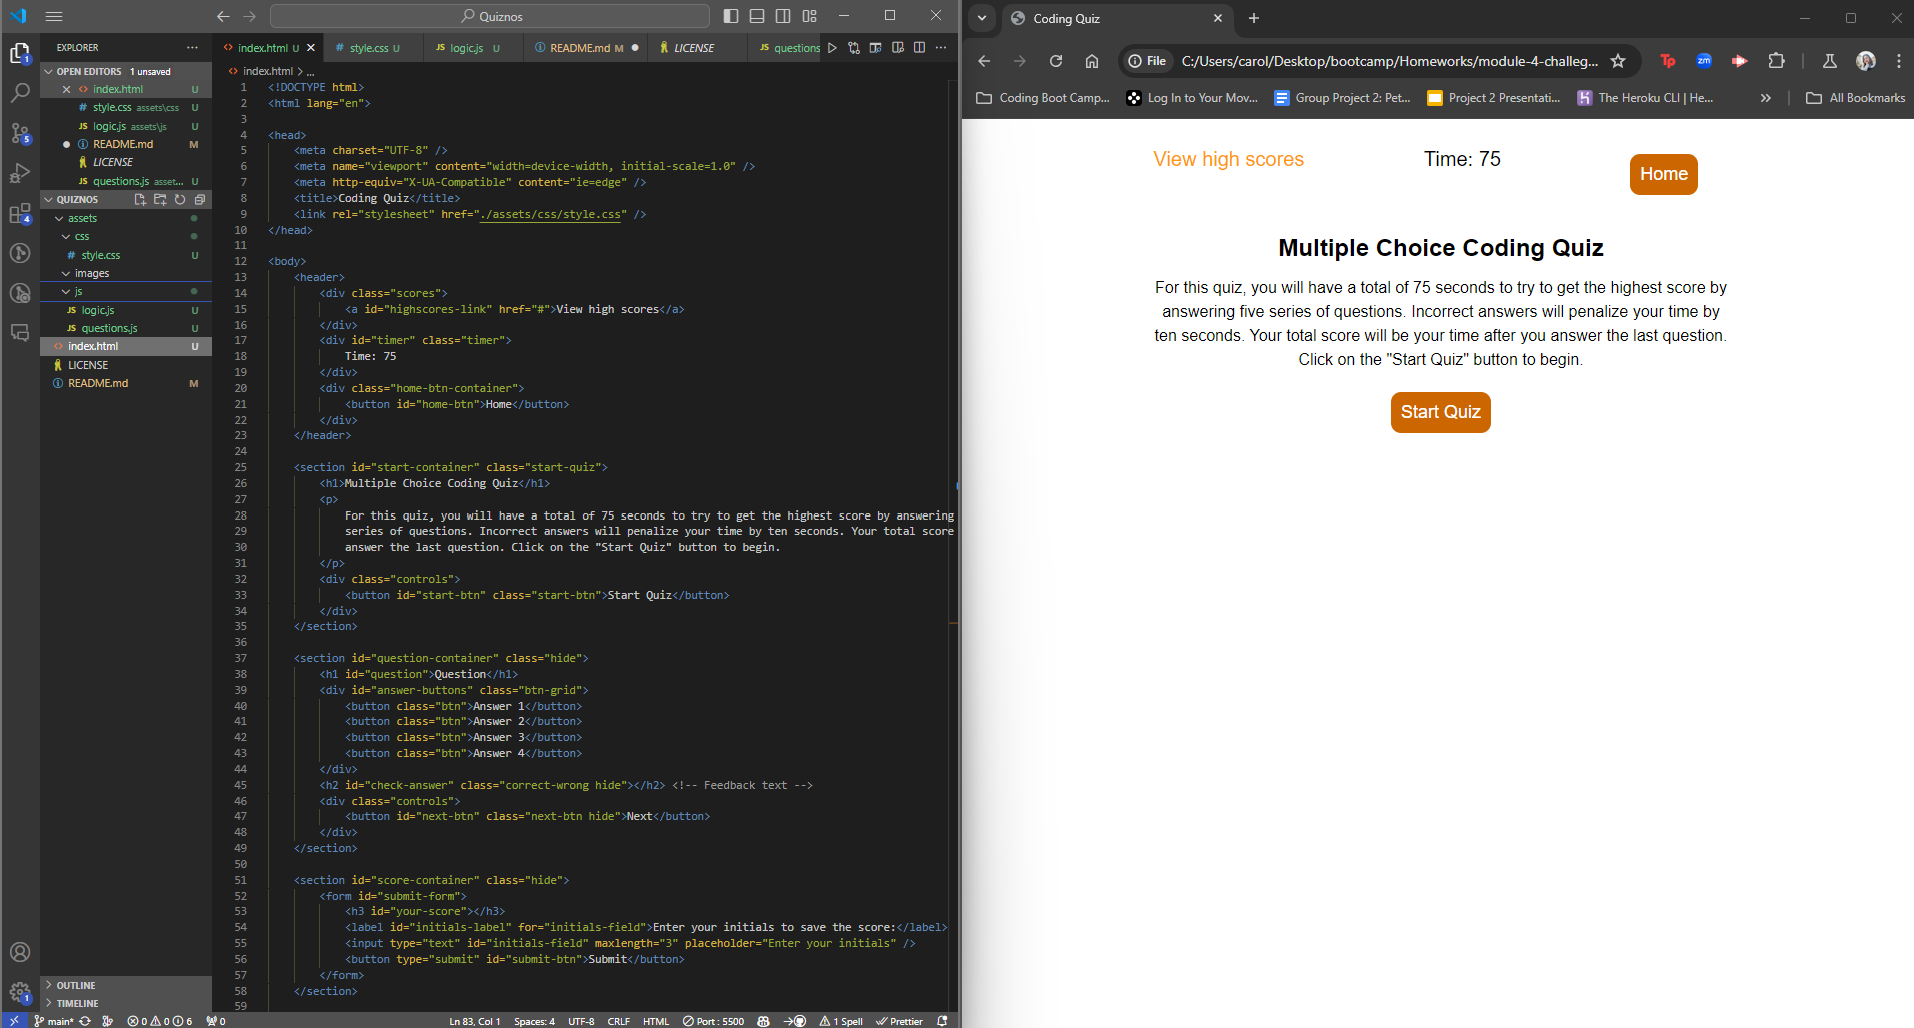 Quiznos
EXPLORER
OPEN EDITORS 1 unsaved
index.html U
style.css assets\css U
logic.js assets\js U
README.md M
LICENSE
questions.js asset...  U
QUIZNOS
assets
css
style.css U
images
js
logic.js U
questions.js U
index.html U
LICENSE
README.md M
OUTLINE
TIMELINE
index.html U
style.css U
logic.js U
README.md M
LICENSE
questions
index.html > ...
1 <!DOCTYPE html>
2 <html lang="en">
3
4 <head>
5 <meta charset="UTF-8" />
6 <meta name="viewport" content="width=device-width, initial-scale=1.0" />
7 <meta http-equiv="X-UA-Compatible" content="ie=edge" />
8 <title>Coding Quiz</title>
9 <link rel="stylesheet" href="./assets/css/style.css" />
10 </head>
11
12 <body>
13 <header>
14 <div class="scores">
15 <a id="highscores-link" href="#">View high scores</a>
16 </div>
17 <div id="timer" class="timer">
18 Time: 75
19 </div>
20 <div class="home-btn-container">
21 <button id="home-btn">Home</button>
22 </div>
23 </header>
24
25 <section id="start-container" class="start-quiz">
26 <h1>Multiple Choice Coding Quiz</h1>
27 <p>
28 For this quiz, you will have a total of 75 seconds to try to get the highest score by answering
29 series of questions. Incorrect answers will penalize your time by ten seconds. Your total score
30 answer the last question. Click on the "Start Quiz" button to begin.
31 </p>
32 <div class="controls">
33 <button id="start-btn" class="start-btn">Start Quiz</button>
34 </div>
35 </section>
36
37 <section id="question-container" class="hide">
38 <h1 id="question">Question</h1>
39 <div id="answer-buttons" class="btn-grid">
40 <button class="btn">Answer 1</button>
41 <button class="btn">Answer 2</button>
42 <button class="btn">Answer 3</button>
43 <button class="btn">Answer 4</button>
44 </div>
45 <h2 id="check-answer" class="correct-wrong hide"></h2> <!-- Feedback text -->
46 <div class="controls">
47 <button id="next-btn" class="next-btn hide">Next</button>
48 </div>
49 </section>
50
51 <section id="score-container" class="hide">
52 <form id="submit-form">
53 <h3 id="your-score"></h3>
54 <label id="initials-label" for="initials-field">Enter your initials to save the score:</label>
55 <input type="text" id="initials-field" maxlength="3" placeholder="Enter your initials" />
56 <button type="submit" id="submit-btn">Submit</button>
57 </form>
58 </section>
59
main* 0 0 6 0 Ln 83, Col 1 Spaces: 4 UTF-8 CRLF HTML Port : 5500 1 Spell Prettier
Coding Quiz
File C:/Users/carol/Desktop/bootcamp/Homeworks/module-4-challeg...
Coding Boot Camp... Log In to Your Mov... Group Project 2: Pet... Project 2 Presentati... The Heroku CLI | He... » All Bookmarks
View high scores Time: 75 Home
Multiple Choice Coding Quiz
For this quiz, you will have a total of 75 seconds to try to get the highest score by
answering five series of questions. Incorrect answers will penalize your time by
ten seconds. Your total score will be your time after you answer the last question.
Click on the "Start Quiz" button to begin.
Start Quiz